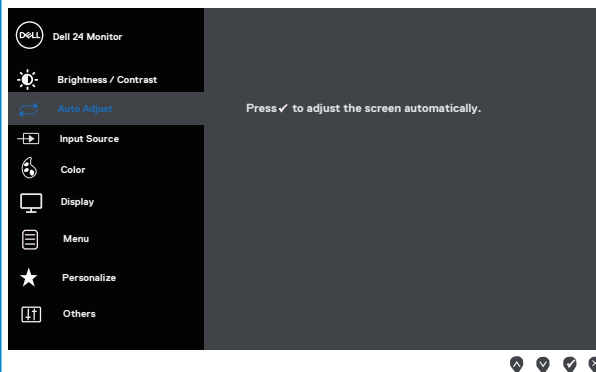 DELL Dell 24 Monitor
Brightness / Contrast
Auto Adjust
Press ✓ to adjust the screen automatically.
Input Source
Color
Display
Menu
Personalize
Others